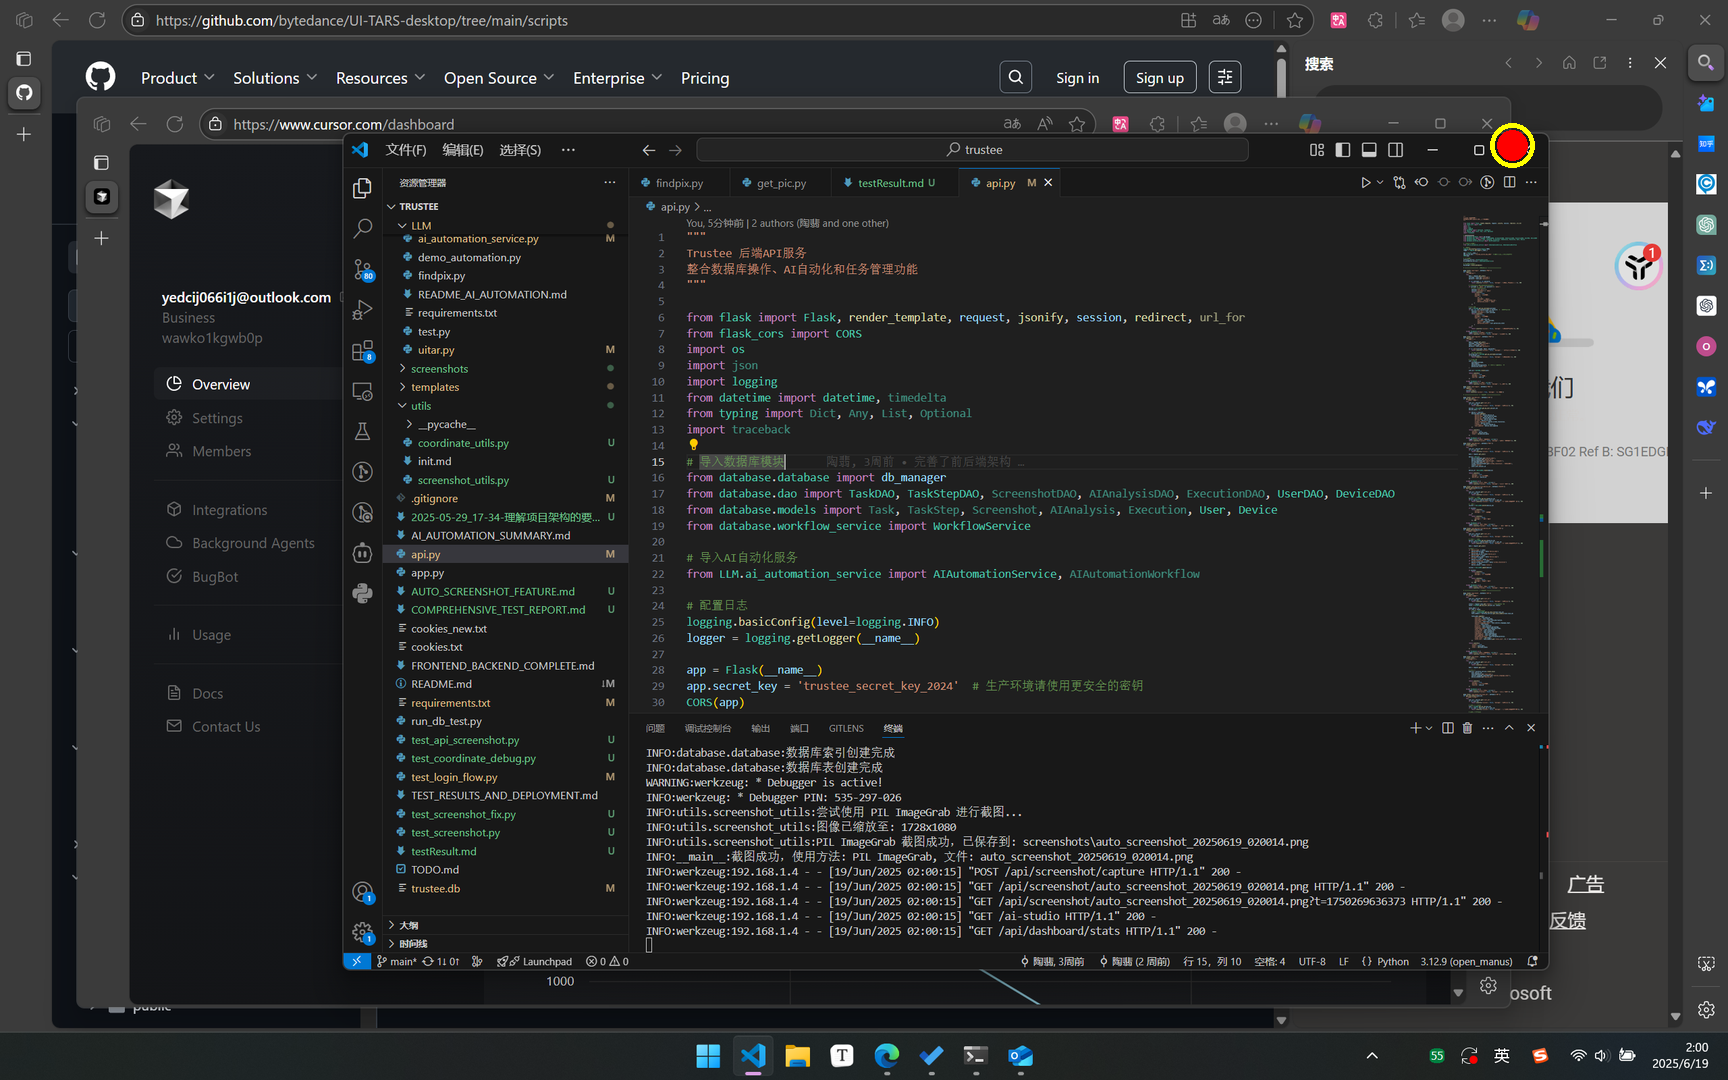 https://github.com/bytedance/UI-TARS-desktop/tree/main/scripts
Product
Solutions
Resources
Open Source
Enterprise
Pricing
Sign in
Sign up
搜索
https://www.cursor.com/dashboard
yedcij066i1j@outlook.com
Business
wawko1kgwb0p
Overview
Settings
Members
Integrations
Background Agents
BugBot
Usage
Docs
Contact Us
文件(F)
编辑(E)
选择(S)
trustee
资源管理器
TRUSTEE
LLM
ai_automation_service.py M
demo_automation.py
findpix.py
README_AI_AUTOMATION.md
requirements.txt
test.py
uitar.py M
screenshots
templates
utils
__pycache__
coordinate_utils.py U
init.md
screenshot_utils.py U
.gitignore M
2025-05-29_17-34-理解项目架构的要... U
AI_AUTOMATION_SUMMARY.md
api.py M
app.py
AUTO_SCREENSHOT_FEATURE.md U
COMPREHENSIVE_TEST_REPORT.md U
cookies_new.txt
cookies.txt
FRONTEND_BACKEND_COMPLETE.md
README.md ↓M
requirements.txt M
run_db_test.py
test_api_screenshot.py U
test_coordinate_debug.py U
test_login_flow.py M
TEST_RESULTS_AND_DEPLOYMENT.md
test_screenshot_fix.py U
test_screenshot.py U
testResult.md U
TODO.md
trustee.db M
大纲
时间线
80
8
1
1
findpix.py
get_pic.py
testResult.md U
api.py M
api.py > ...
You, 5分钟前 | 2 authors (陶翡 and one other)
1 """
2 Trustee 后端API服务
3 整合数据库操作、AI自动化和任务管理功能
4 """
5
6 from flask import Flask, render_template, request, jsonify, session, redirect, url_for
7 from flask_cors import CORS
8 import os
9 import json
10 import logging
11 from datetime import datetime, timedelta
12 from typing import Dict, Any, List, Optional
13 import traceback
14
15 # 导入数据库模块 陶翡, 3周前 • 完善了前后端架构 …
16 from database.database import db_manager
17 from database.dao import TaskDAO, TaskStepDAO, ScreenshotDAO, AIAnalysisDAO, ExecutionDAO, UserDAO, DeviceDAO
18 from database.models import Task, TaskStep, Screenshot, AIAnalysis, Execution, User, Device
19 from database.workflow_service import WorkflowService
20
21 # 导入AI自动化服务
22 from LLM.ai_automation_service import AIAutomationService, AIAutomationWorkflow
23
24 # 配置日志
25 logging.basicConfig(level=logging.INFO)
26 logger = logging.getLogger(__name__)
27
28 app = Flask(__name__)
29 app.secret_key = 'trustee_secret_key_2024' # 生产环境请使用更安全的密钥
30 CORS(app)
问题
调试控制台
输出
端口
GITLENS
终端
INFO:database.database:数据库索引创建完成
INFO:database.database:数据库表创建完成
WARNING:werkzeug: * Debugger is active!
INFO:werkzeug: * Debugger PIN: 535-297-026
INFO:utils.screenshot_utils:尝试使用 PIL ImageGrab 进行截图...
INFO:utils.screenshot_utils:图像已缩放至: 1728x1080
INFO:utils.screenshot_utils:PIL ImageGrab 截图成功, 已保存到: screenshots\auto_screenshot_20250619_020014.png
INFO:__main__:截图成功, 使用方法: PIL ImageGrab, 文件: auto_screenshot_20250619_020014.png
INFO:werkzeug:192.168.1.4 - - [19/Jun/2025 02:00:15] "POST /api/screenshot/capture HTTP/1.1" 200 -
INFO:werkzeug:192.168.1.4 - - [19/Jun/2025 02:00:15] "GET /api/screenshot/auto_screenshot_20250619_020014.png HTTP/1.1" 200 -
INFO:werkzeug:192.168.1.4 - - [19/Jun/2025 02:00:15] "GET /api/screenshot/auto_screenshot_20250619_020014.png?t=1750269636373 HTTP/1.1" 200 -
INFO:werkzeug:192.168.1.4 - - [19/Jun/2025 02:00:15] "GET /ai-studio HTTP/1.1" 200 -
INFO:werkzeug:192.168.1.4 - - [19/Jun/2025 02:00:15] "GET /api/dashboard/stats HTTP/1.1" 200 -
main* 1↓ 0↑ Launchpad 0 0 陶翡, 3周前 陶翡 (2 周前) 行 15, 列 10 空格: 4 UTF-8 LF Python 3.12.9 (open_manus)
1000
public
1
们
3F02 Ref B: SG1EDGE
广告
反馈
osoft
T
55
英
2:00
2025/6/19